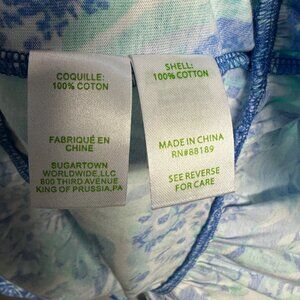 COQUILLE:
100% COTON
FABRIQUÉ EN
CHINE
SUGARTOWN
WORLDWIDE,LLC
800 THIRD AVENUE
KING OF PRUSSIA,PA
SHELL:
100% COTTON
MADE IN CHINA
RN#88189
SEE REVERSE
FOR CARE